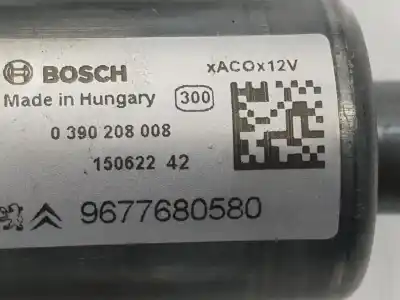 BOSCH
xACOx12V
Made in Hungary
300
0 390 208 008
150622 42
9677680580